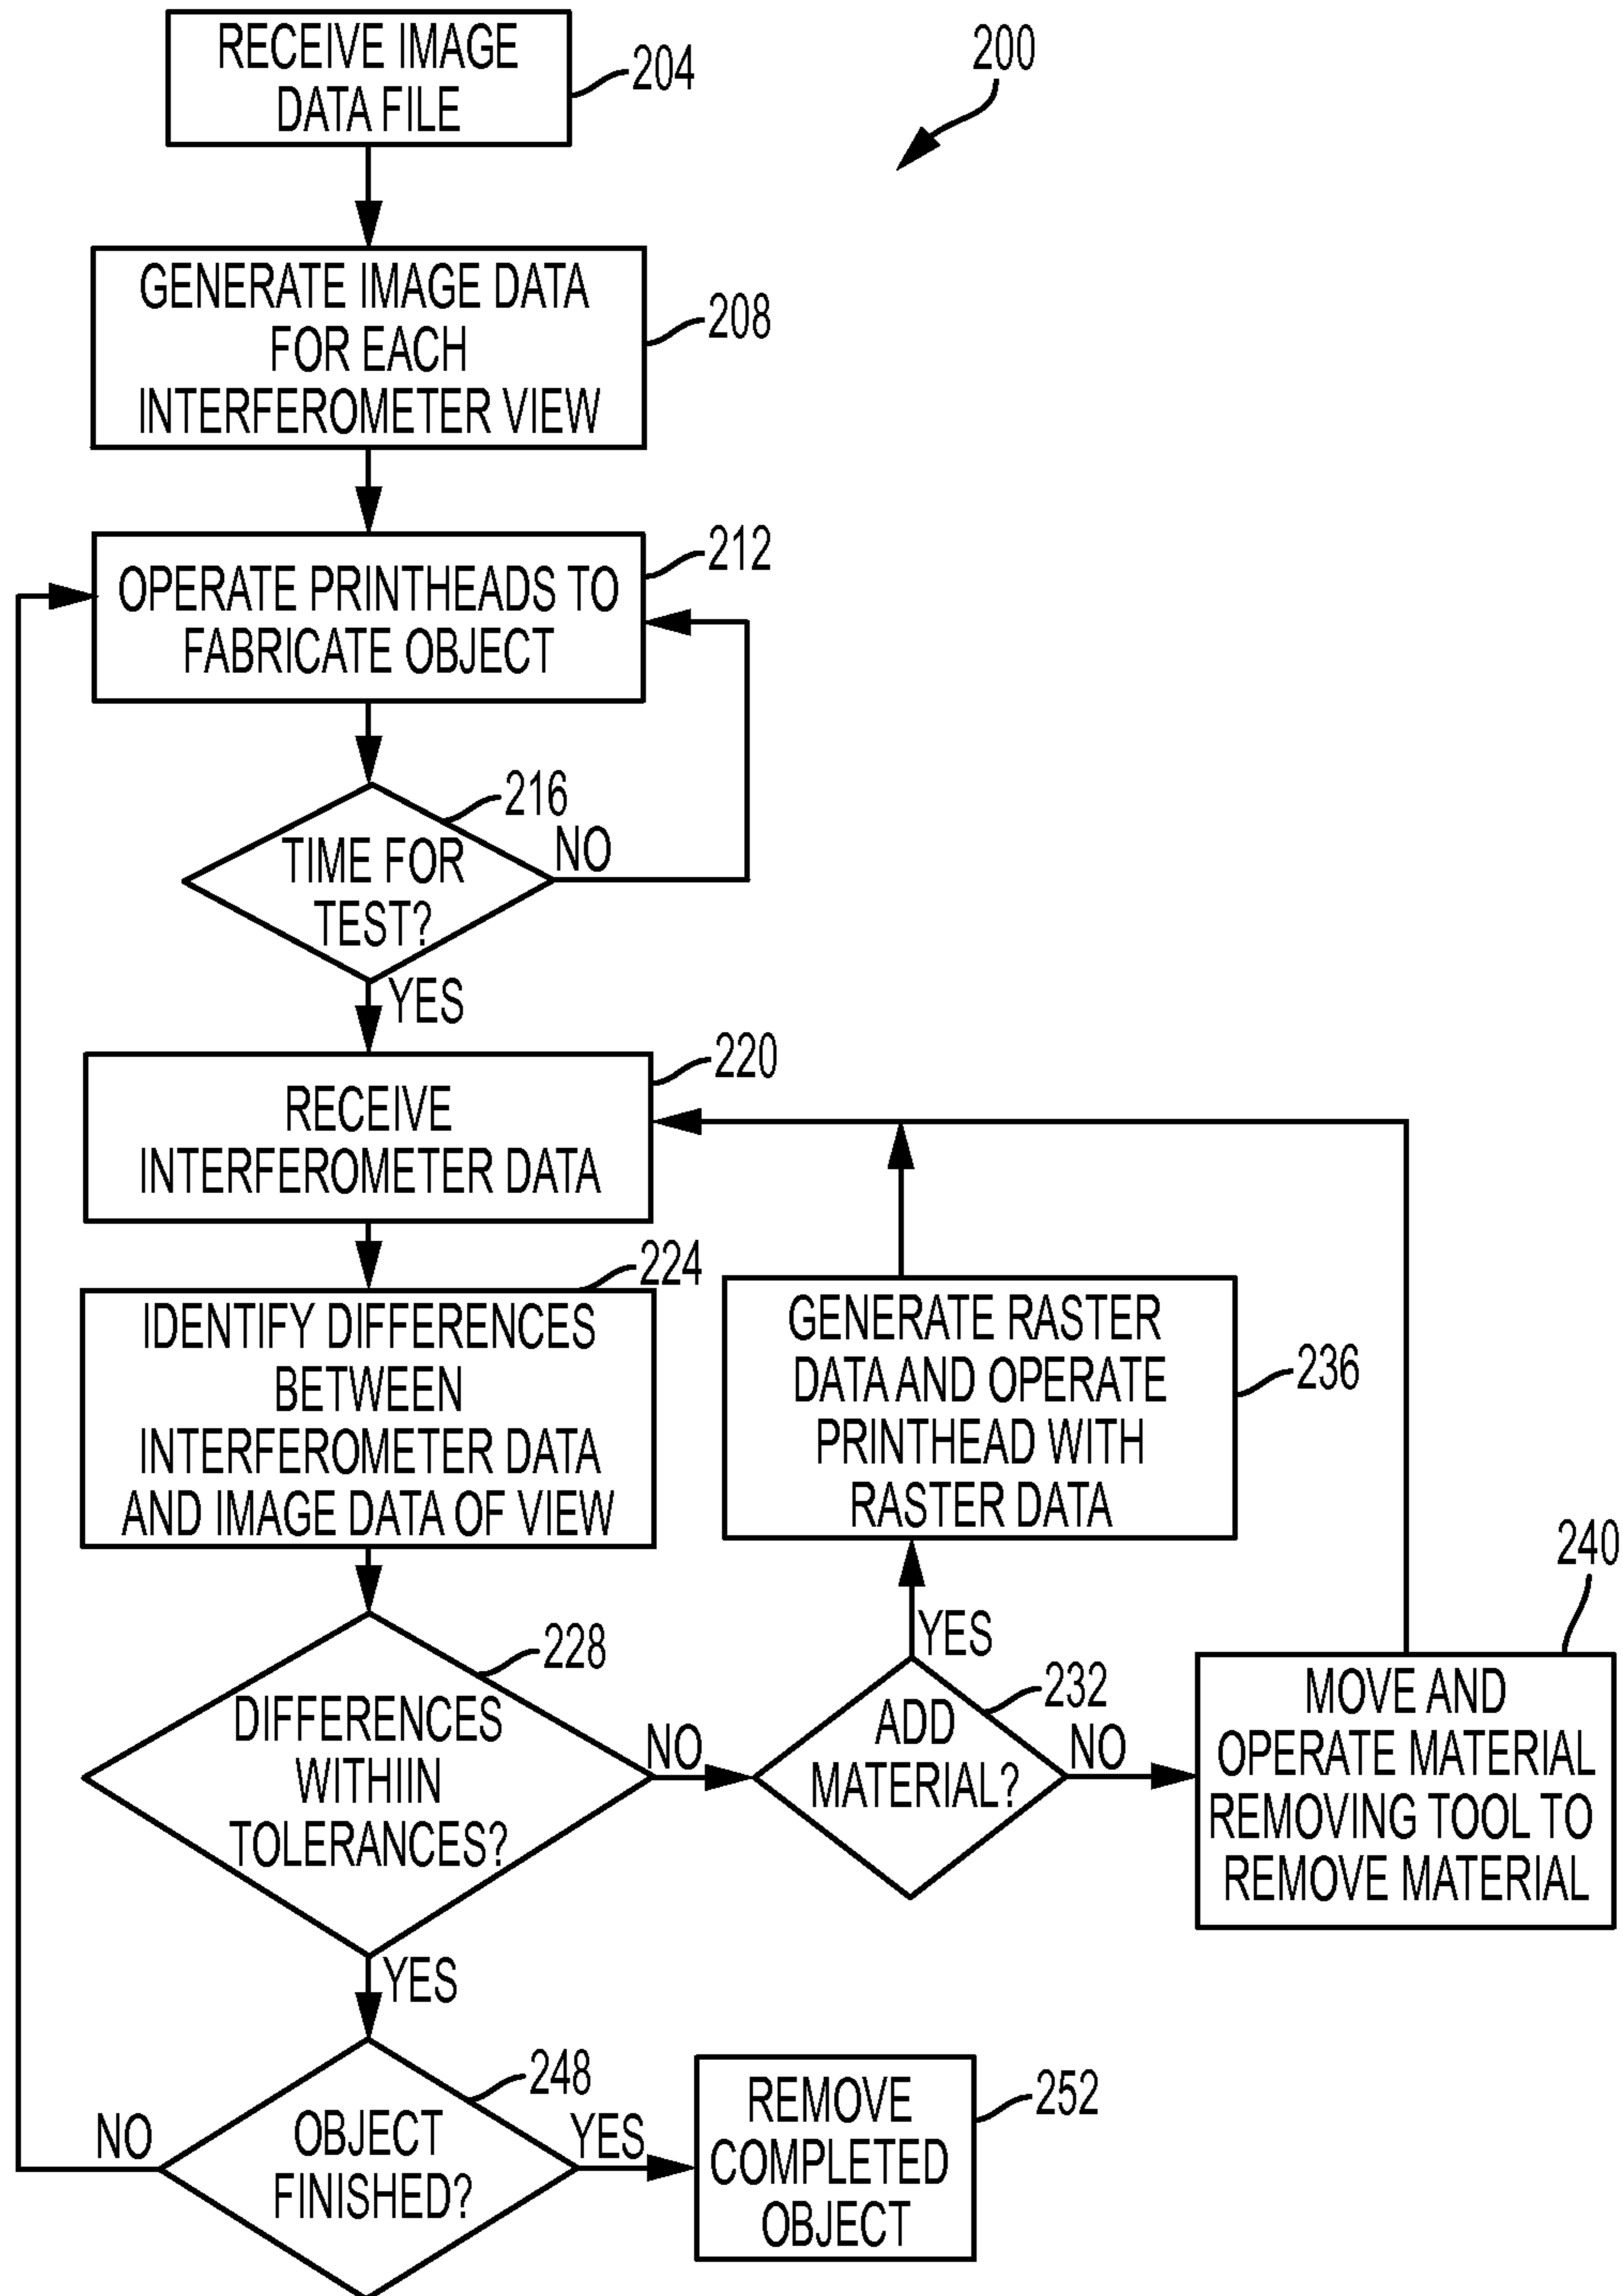 RECEIVE IMAGE
DATA FILE
204
200
GENERATE IMAGE DATA
FOR EACH
INTERFEROMETER VIEW
208
OPERATE PRINTHEADS TO
FABRICATE OBJECT
212
TIME FOR
TEST?
216
NO
YES
RECEIVE
INTERFEROMETER DATA
220
IDENTIFY DIFFERENCES
BETWEEN
INTERFEROMETER DATA
AND IMAGE DATA OF VIEW
224
GENERATE RASTER
DATA AND OPERATE
PRINTHEAD WITH
RASTER DATA
236
DIFFERENCES
WITHIIN
TOLERANCES?
228
NO
YES
ADD
MATERIAL?
232
YES
NO
MOVE AND
OPERATE MATERIAL
REMOVING TOOL TO
REMOVE MATERIAL
240
OBJECT
FINISHED?
248
NO
YES
REMOVE
COMPLETED
OBJECT
252